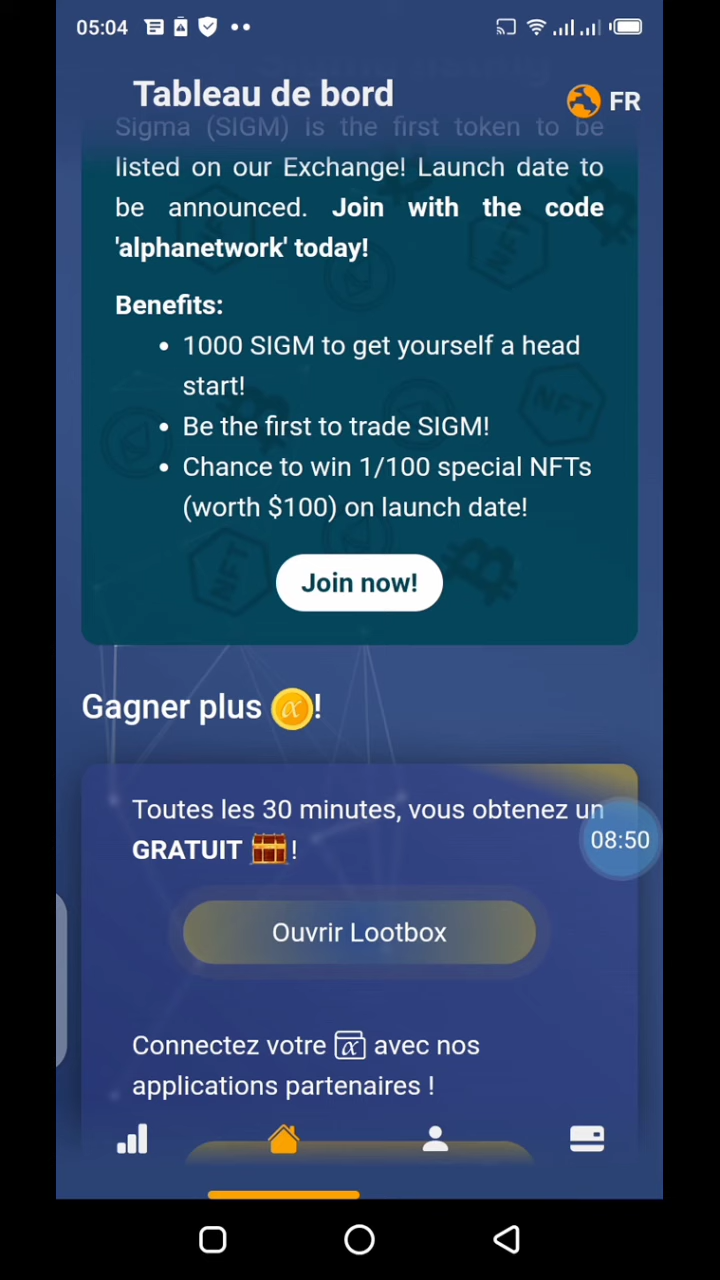 05:04
Tableau de bord
FR
Sigma (SIGM) is the first token to be
listed on our Exchange! Launch date to
be announced. Join with the code
'alphanetwork' today!
Benefits:
• 1000 SIGM to get yourself a head
start!
• Be the first to trade SIGM!
• Chance to win 1/100 special NFTs
(worth $100) on launch date!
Join now!
Gagner plus α!
Toutes les 30 minutes, vous obtenez un
GRATUIT !
08:50
Ouvrir Lootbox
Connectez votre α avec nos
applications partenaires !